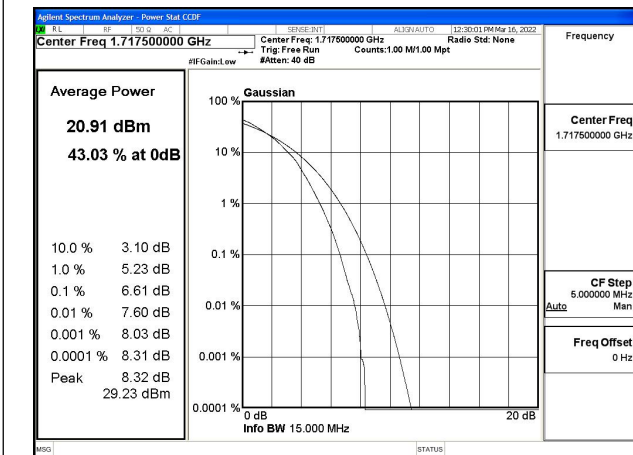 Agilent Spectrum Analyzer - Power Stat CCDF
RL RF 50 Ω AC SENSE:INT ALIGN AUTO 12:30:01 PM Mar 16, 2022
Center Freq 1.717500000 GHz
Center Freq: 1.717500000 GHz Radio Std: None
Trig: Free Run Counts:1.00 M/1.00 Mpt
#IFGain:Low #Atten: 40 dB
Frequency
Center Freq
1.717500000 GHz
CF Step
5.000000 MHz
Auto Man
Freq Offset
0 Hz
Average Power
20.91 dBm
43.03 % at 0dB
10.0 % 3.10 dB
1.0 % 5.23 dB
0.1 % 6.61 dB
0.01 % 7.60 dB
0.001 % 8.03 dB
0.0001 % 8.31 dB
Peak 8.32 dB
29.23 dBm
Gaussian
100 %
10 %
1 %
0.1 %
0.01 %
0.001 %
0.0001 %
0 dB 20 dB
Info BW 15.000 MHz
MSG STATUS